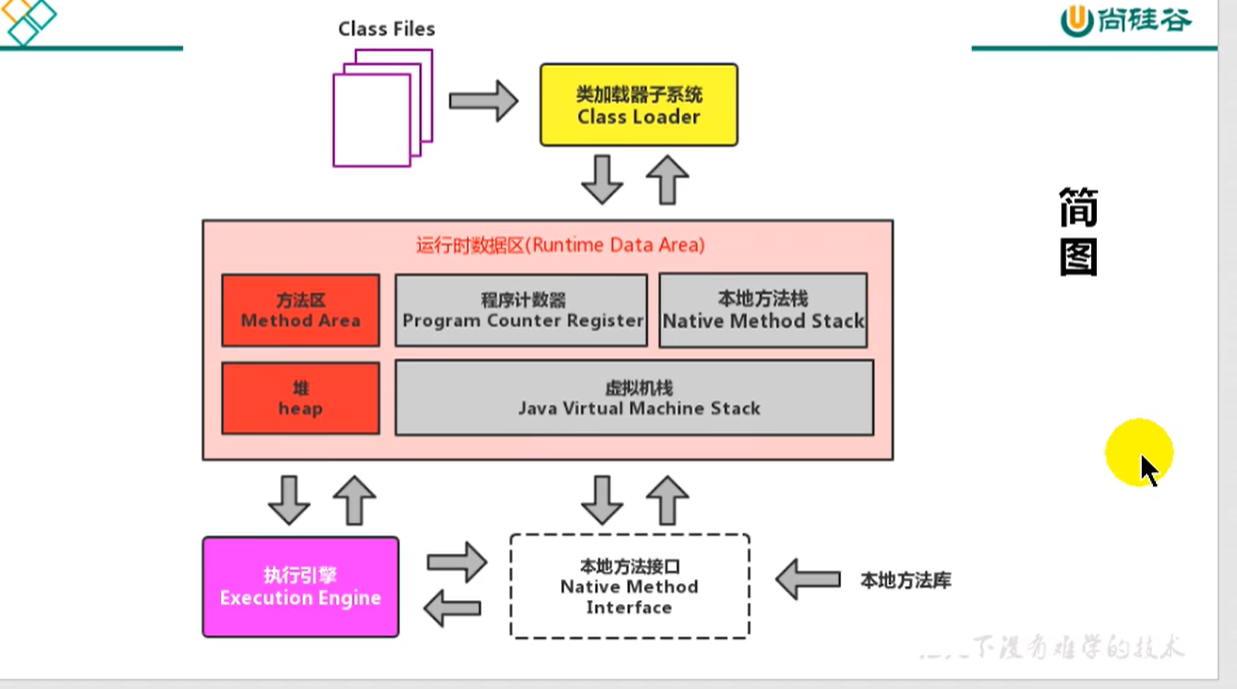 Class Files
尚硅谷
类加载器子系统
Class Loader
简
图
运行时数据区(Runtime Data Area)
方法区
Method Area
程序计数器
Program Counter Register
本地方法栈
Native Method Stack
堆
heap
虚拟机栈
Java Virtual Machine Stack
执行引擎
Execution Engine
本地方法接口
Native Method
Interface
本地方法库
下没有难学的技术